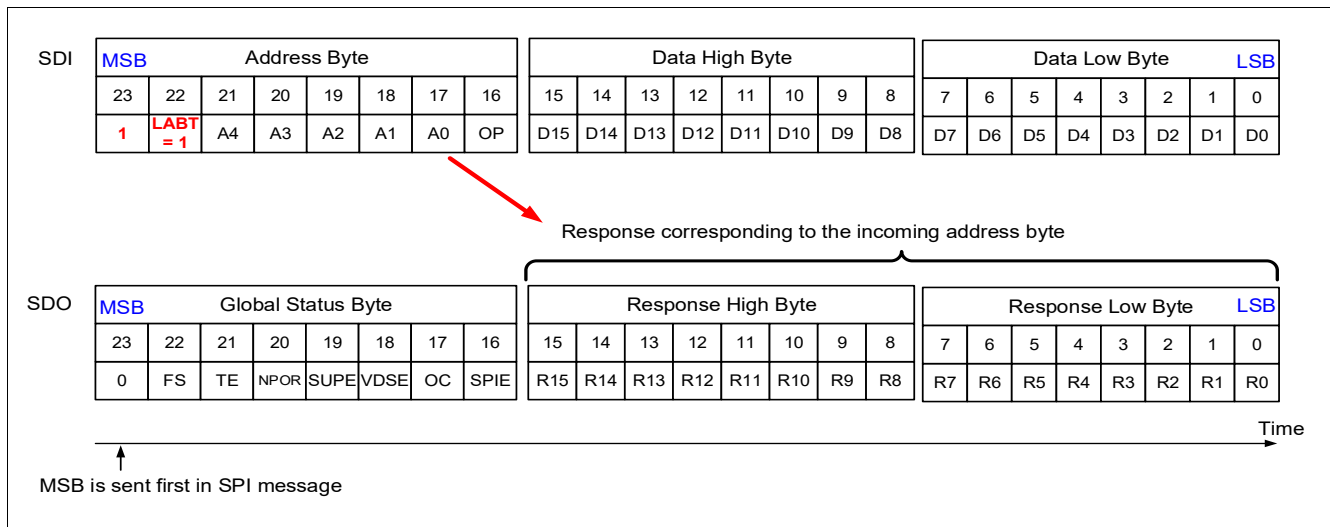 SDI MSB Address Byte Data High Byte Data Low Byte LSB
23 22 21 20 19 18 17 16 15 14 13 12 11 10 9 8 7 6 5 4 3 2 1 0
1 LABT = 1 A4 A3 A2 A1 A0 OP D15 D14 D13 D12 D11 D10 D9 D8 D7 D6 D5 D4 D3 D2 D1 D0
Response corresponding to the incoming address byte
SDO MSB Global Status Byte Response High Byte Response Low Byte LSB
23 22 21 20 19 18 17 16 15 14 13 12 11 10 9 8 7 6 5 4 3 2 1 0
0 FS TE NPOR SUPE VDSE OC SPIE R15 R14 R13 R12 R11 R10 R9 R8 R7 R6 R5 R4 R3 R2 R1 R0
Time
MSB is sent first in SPI message